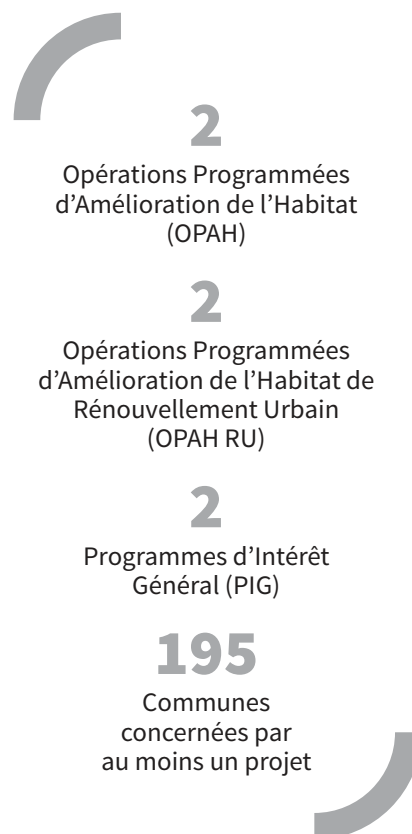 2
Opérations Programmées
d’Amélioration de l’Habitat
(OPAH)
2
Opérations Programmées
d’Amélioration de l’Habitat de
Rénouvellement Urbain
(OPAH RU)
2
Programmes d’Intérêt
Général (PIG)
195
Communes
concernées par
au moins un projet